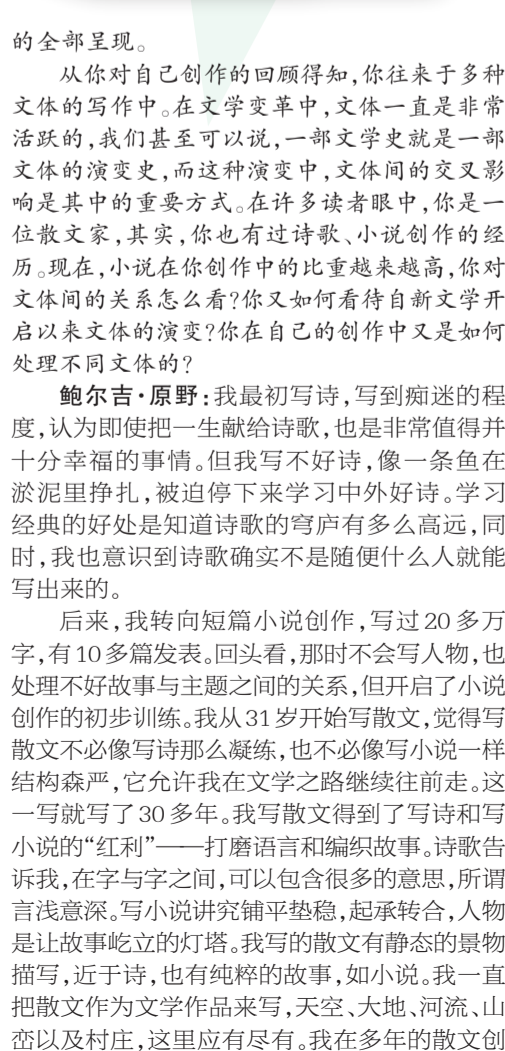 的全部呈现。
从你对自己创作的回顾得知,你往来于多种
文体的写作中。在文学变革中,文体一直是非常
活跃的,我们甚至可以说,一部文学史就是一部
文体的演变史,而这种演变中,文体间的交叉影
响是其中的重要方式。在许多读者眼中,你是一
位散文家,其实,你也有过诗歌、小说创作的经
历。现在,小说在你创作中的比重越来越高,你对
文体间的关系怎么看?你又如何看待自新文学开
启以来文体的演变?你在自己的创作中又是如何
处理不同文体的?
鲍尔吉·原野:我最初写诗,写到痴迷的程
度,认为即使把一生献给诗歌,也是非常值得并
十分幸福的事情。但我写不好诗,像一条鱼在
淤泥里挣扎,被迫停下来学习中外好诗。学习
经典的好处是知道诗歌的穹庐有多么高远,同
时,我也意识到诗歌确实不是随便什么人就能
写出来的。
后来,我转向短篇小说创作,写过20多万
字,有10多篇发表。回头看,那时不会写人物,也
处理不好故事与主题之间的关系,但开启了小说
创作的初步训练。我从31岁开始写散文,觉得写
散文不必像写诗那么凝练,也不必像写小说一样
结构森严,它允许我在文学之路继续往前走。这
一写就写了30多年。我写散文得到了写诗和写
小说的“红利”——打磨语言和编织故事。诗歌告
诉我,在字与字之间,可以包含很多的意思,所谓
言浅意深。写小说讲究铺平垫稳,起承转合,人物
是让故事屹立的灯塔。我写的散文有静态的景物
描写,近于诗,也有纯粹的故事,如小说。我一直
把散文作为文学作品来写,天空、大地、河流、山
峦以及村庄,这里应有尽有。我在多年的散文创